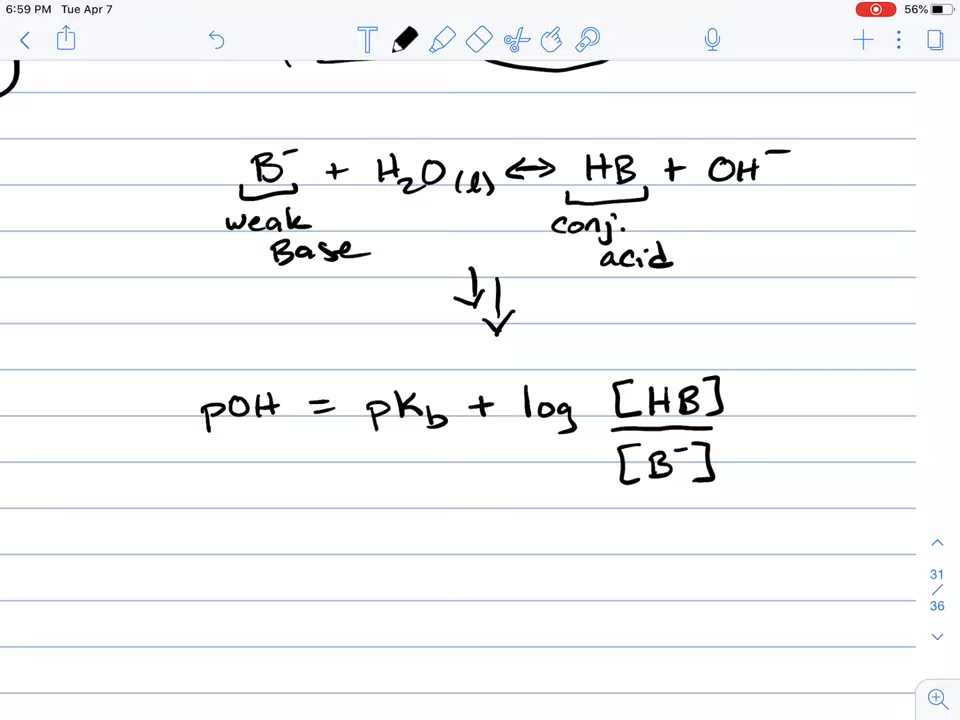 6:59 PM Tue Apr 7 56%
T
B⁻ + H₂O(l) ↔ HB + OH⁻
weak conj.
Base acid
pOH = pKb + log [HB]
[B⁻]
31
/
36